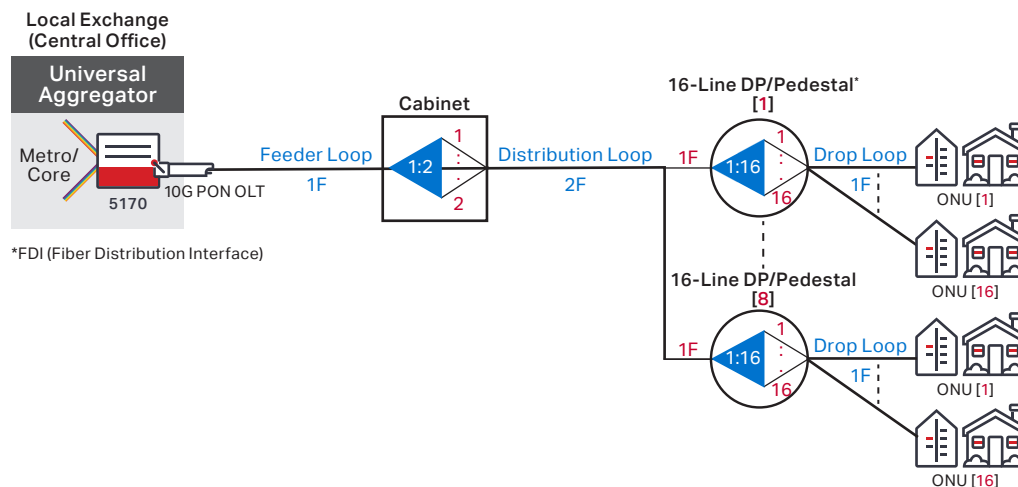 Local Exchange
(Central Office)
Universal
Aggregator
Metro/
Core
5170
10G PON OLT
*FDI (Fiber Distribution Interface)
Feeder Loop
1F
Cabinet
1:2
1
2
Distribution Loop
2F
16-Line DP/Pedestal*
[1]
1F
1:16
1
16
Drop Loop
1F
ONU [1]
ONU [16]
16-Line DP/Pedestal
[8]
1F
1:16
1
16
Drop Loop
1F
ONU [1]
ONU [16]